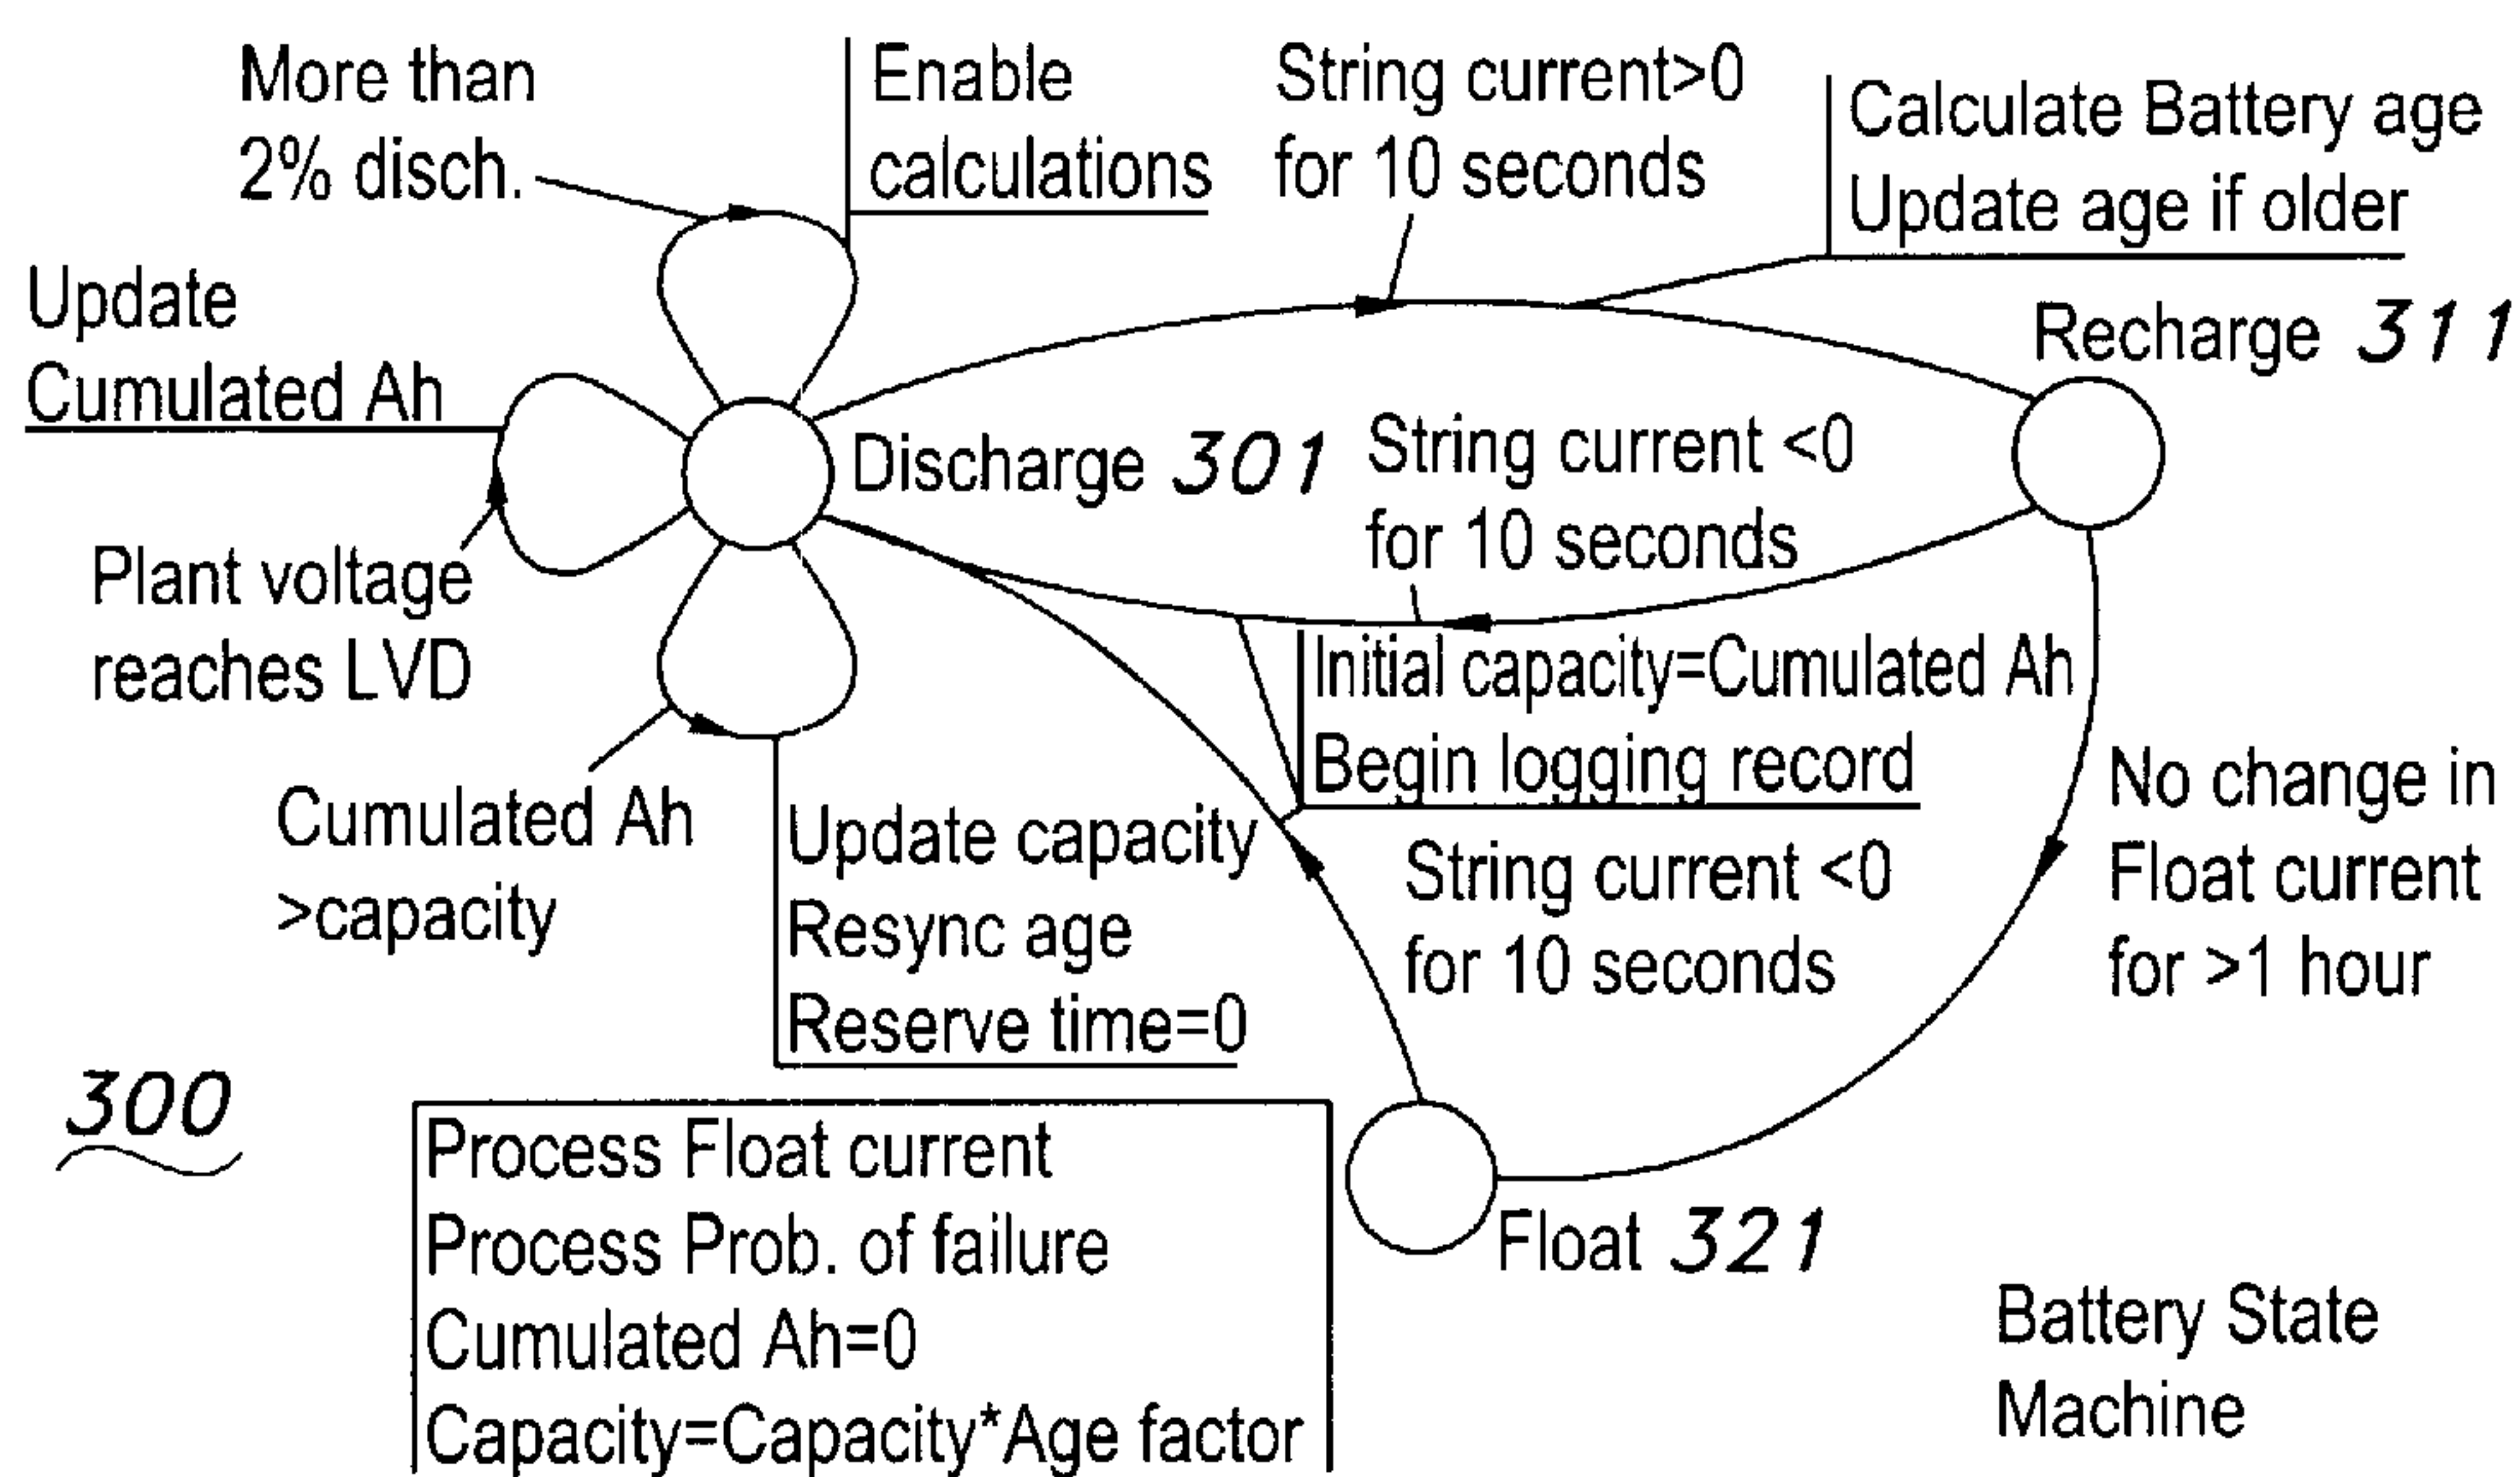 More than
2% disch.
Enable
calculations
String current>0
for 10 seconds
Calculate Battery age
Update age if older
Update
Cumulated Ah
Recharge 311
Discharge 301
String current <0
for 10 seconds
Plant voltage
reaches LVD
Initial capacity=Cumulated Ah
Begin logging record
Cumulated Ah
>capacity
Update capacity
Resync age
Reserve time=0
String current <0
for 10 seconds
No change in
Float current
for >1 hour
300
Process Float current
Process Prob. of failure
Cumulated Ah=0
Capacity=Capacity*Age factor
Float 321
Battery State
Machine